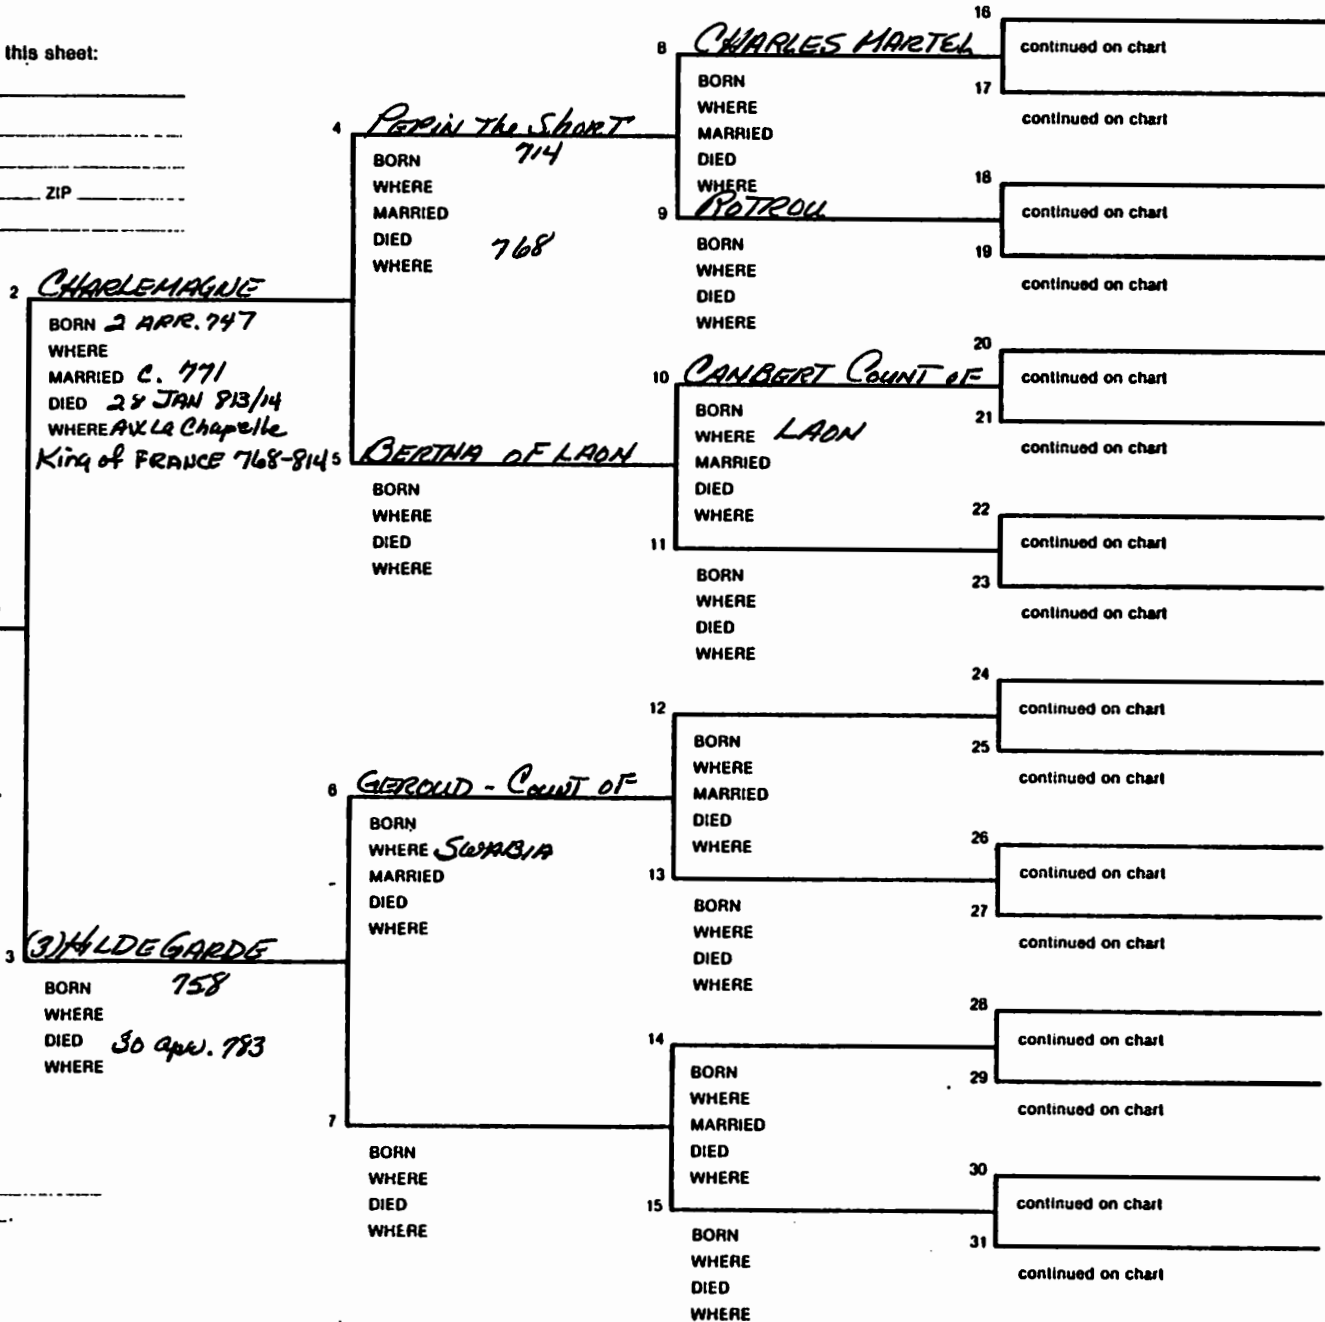 this sheet:
ZIP
2 CHARLEMAGNE
BORN 2 APR. 747
WHERE
MARRIED C. 771
DIED 28 JAN 813/14
WHERE AIX La Chapelle
King of FRANCE 768-814
3 (3) HILDEGARDE
BORN 758
WHERE
DIED 30 apr. 783
WHERE
4 PEPIN The ShorT
BORN 714
WHERE
MARRIED
DIED 768
WHERE
5 BERTHA OF LAON
BORN
WHERE
DIED
WHERE
6 GEROUD - COUNT OF
BORN
WHERE SWABIA
MARRIED
DIED
WHERE
7
BORN
WHERE
DIED
WHERE
8 CHARLES MARTEL
BORN
WHERE
MARRIED
DIED
WHERE
9 ROTROU
BORN
WHERE
DIED
WHERE
10 CANBERT COUNT OF
BORN
WHERE LAON
MARRIED
DIED
WHERE
11
BORN
WHERE
DIED
WHERE
12
BORN
WHERE
MARRIED
DIED
WHERE
13
BORN
WHERE
DIED
WHERE
14
BORN
WHERE
MARRIED
DIED
WHERE
15
BORN
WHERE
DIED
WHERE
16
continued on chart
17
continued on chart
18
continued on chart
19
continued on chart
20
continued on chart
21
continued on chart
22
continued on chart
23
continued on chart
24
continued on chart
25
continued on chart
26
continued on chart
27
continued on chart
28
continued on chart
29
continued on chart
30
continued on chart
31
continued on chart